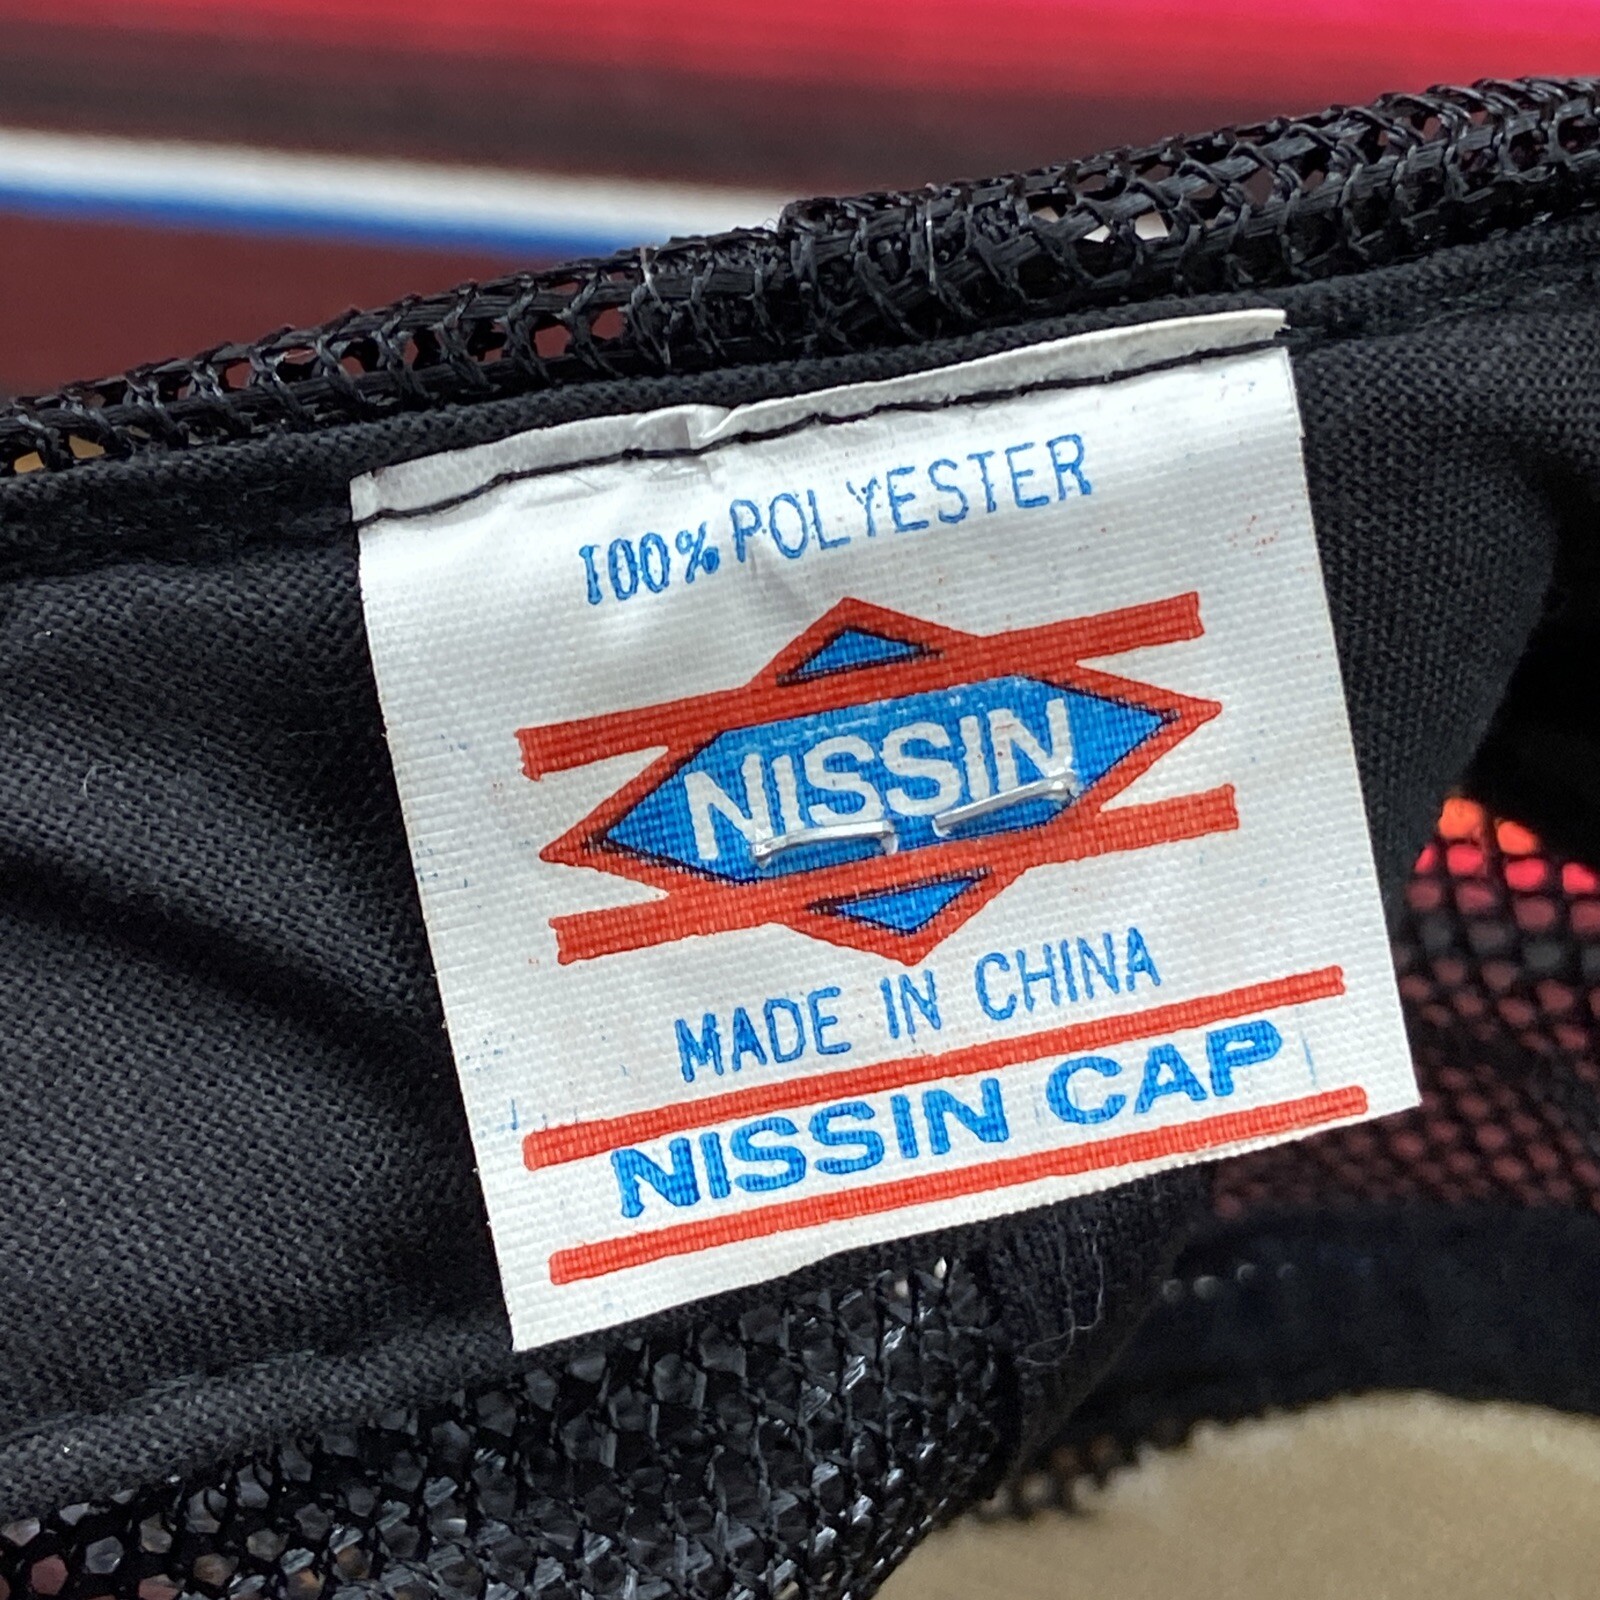 100% POLYESTER
NISSIN
MADE IN CHINA
NISSIN CAP